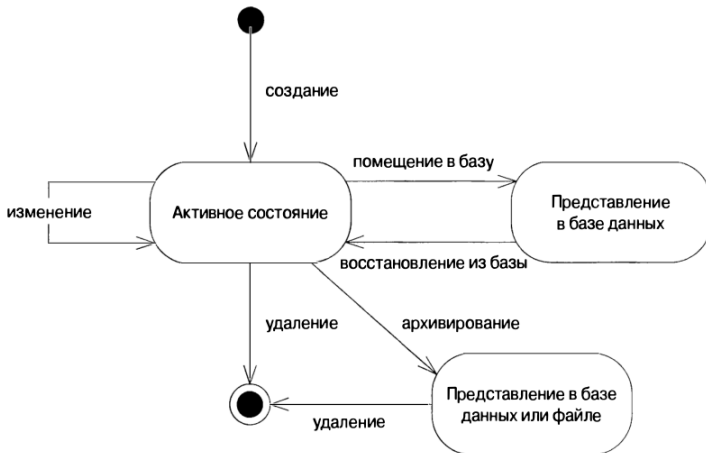 создание
помещение в базу
изменение
Активное состояние
Представление
в базе данных
восстановление из базы
удаление
архивирование
Представление в базе
данных или файле
удаление